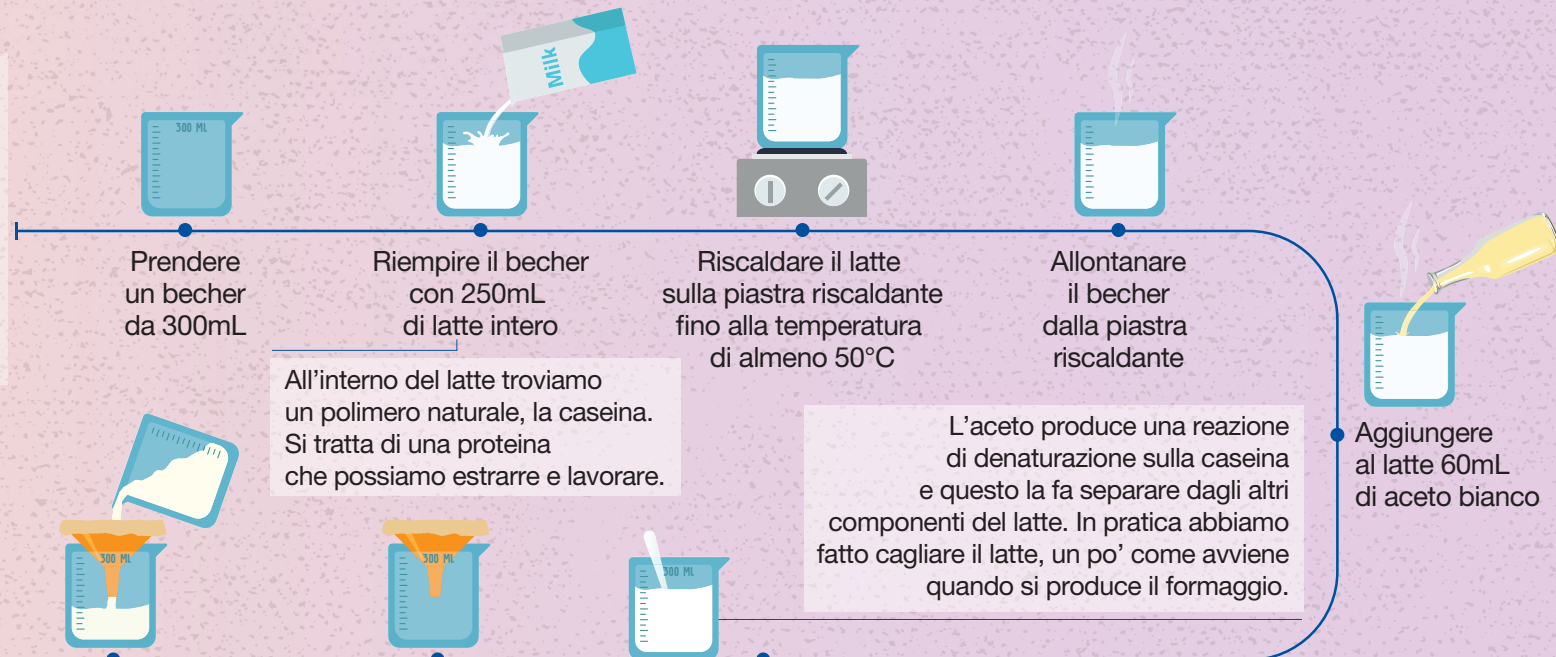 Milk
300 ML
Prendere
un becher
da 300mL
Riempire il becher
con 250mL
di latte intero
Riscaldare il latte
sulla piastra riscaldante
fino alla temperatura
di almeno 50°C
Allontanare
il becher
dalla piastra
riscaldante
All'interno del latte troviamo
un polimero naturale, la caseina.
Si tratta di una proteina
che possiamo estrarre e lavorare.
Aggiungere
al latte 60mL
di aceto bianco
L'aceto produce una reazione
di denaturazione sulla caseina
e questo la fa separare dagli altri
componenti del latte. In pratica abbiamo
fatto cagliare il latte, un po' come avviene
quando si produce il formaggio.
300 ML
300 ML
300 ML